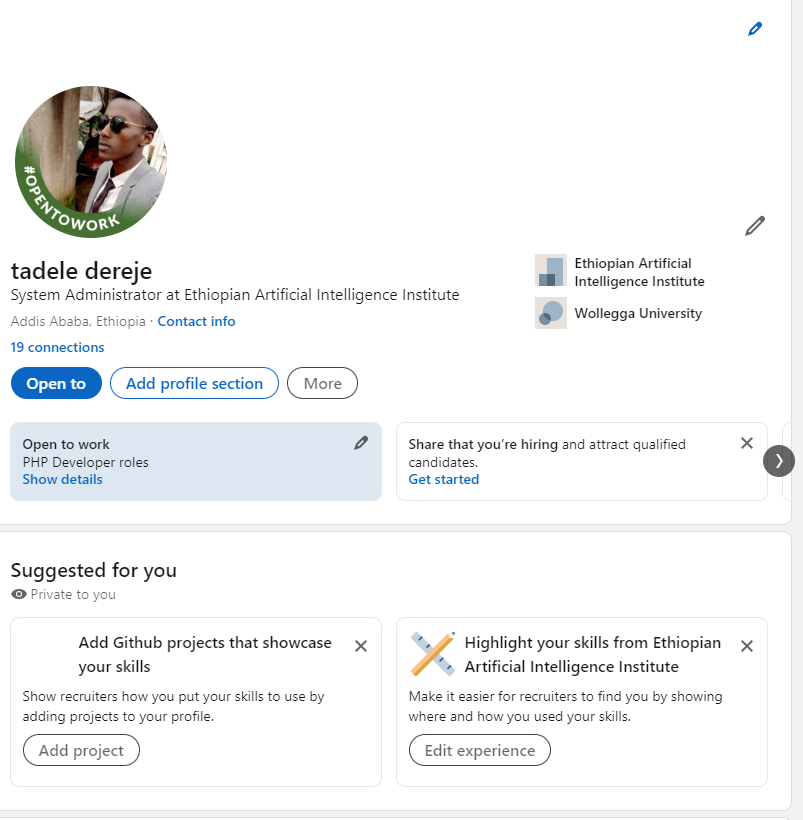 #OPENTOWORK
tadele dereje
System Administrator at Ethiopian Artificial Intelligence Institute
Addis Ababa, Ethiopia · Contact info
19 connections
Ethiopian Artificial
Intelligence Institute
Wollegga University
Open to
Add profile section
More
Open to work
PHP Developer roles
Show details
Share that you’re hiring and attract qualified
candidates.
Get started
Suggested for you
Private to you
Add Github projects that showcase
your skills
Show recruiters how you put your skills to use by
adding projects to your profile.
Add project
Highlight your skills from Ethiopian
Artificial Intelligence Institute
Make it easier for recruiters to find you by showing
where and how you used your skills.
Edit experience